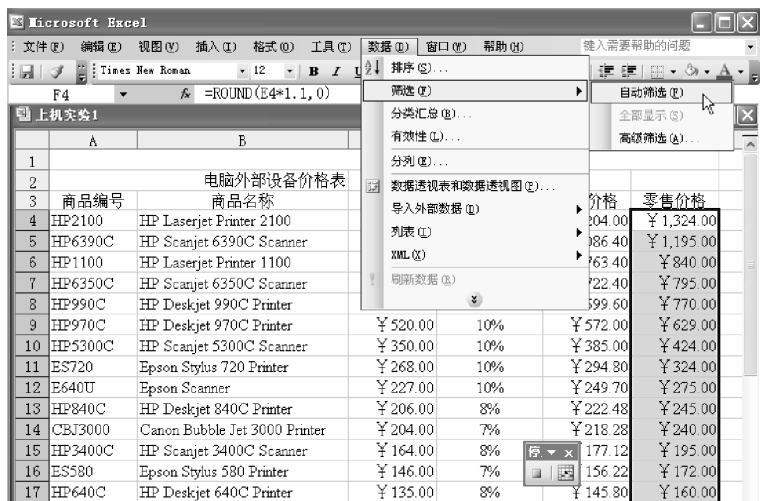 Microsoft Excel
文件(F) 编辑(E) 视图(V) 插入(I) 格式(O) 工具(T) 数据(D) 窗口(W) 帮助(H) 键入需要帮助的问题
Times New Roman 12 B I U A
F4 fx =ROUND(E4*1.1,0)
上机实验1
排序(S)...
筛选(F)
分类汇总(B)...
有效性(L)...
分列(E)...
数据透视表和数据透视图(P)...
导入外部数据(D)
列表(I)
XML(X)
刷新数据(R)
自动筛选(F)
全部显示(S)
高级筛选(A)...
A B
1
2 电脑外部设备价格表
3 商品编号 商品名称 价格 零售价格
4 HP2100 HP Laserjet Printer 2100 204.00 ¥1,324.00
5 HP6390C HP Scanjet 6390C Scanner 086.40 ¥1,195.00
6 HP1100 HP Laserjet Printer 1100 763.40 ¥840.00
7 HP6350C HP Scanjet 6350C Scanner 722.40 ¥795.00
8 HP990C HP Deskjet 990C Printer 599.60 ¥770.00
9 HP970C HP Deskjet 970C Printer ¥520.00 10% ¥572.00 ¥629.00
10 HP5300C HP Scanjet 5300C Scanner ¥350.00 10% ¥385.00 ¥424.00
11 ES720 Epson Stylus 720 Printer ¥268.00 10% ¥294.80 ¥324.00
12 E640U Epson Scanner ¥227.00 10% ¥249.70 ¥275.00
13 HP840C HP Deskjet 840C Printer ¥206.00 8% ¥222.48 ¥245.00
14 CBJ3000 Canon Bubble Jet 3000 Printer ¥204.00 7% ¥218.28 ¥240.00
15 HP3400C HP Scanjet 3400C Scanner ¥164.00 8% 177.12 ¥195.00
16 ES580 Epson Stylus 580 Printer ¥146.00 7% 156.22 ¥172.00
17 HP640C HP Deskjet 640C Printer ¥135.00 8% ¥145.80 ¥160.00
停